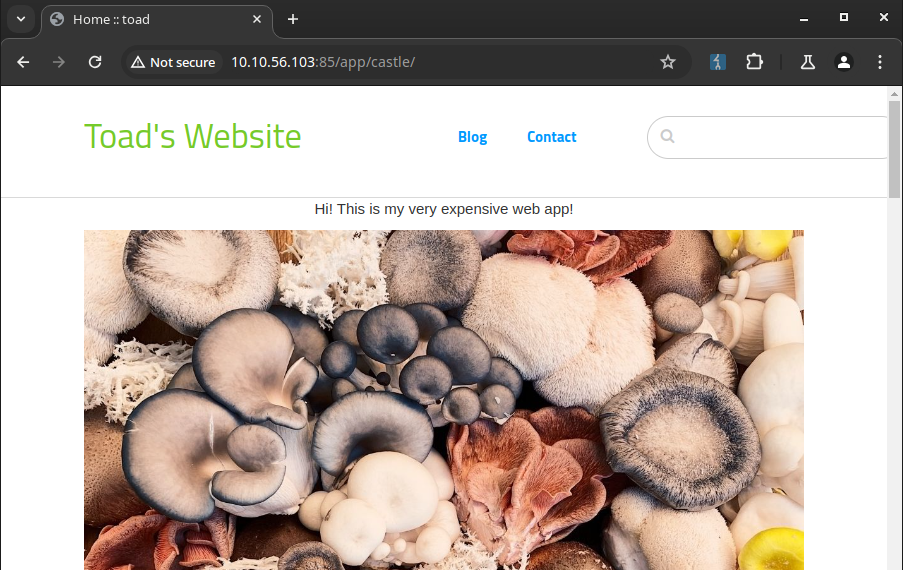 Home :: toad
Not secure
10.10.56.103:85/app/castle/
Toad's Website
Blog
Contact
Hi! This is my very expensive web app!